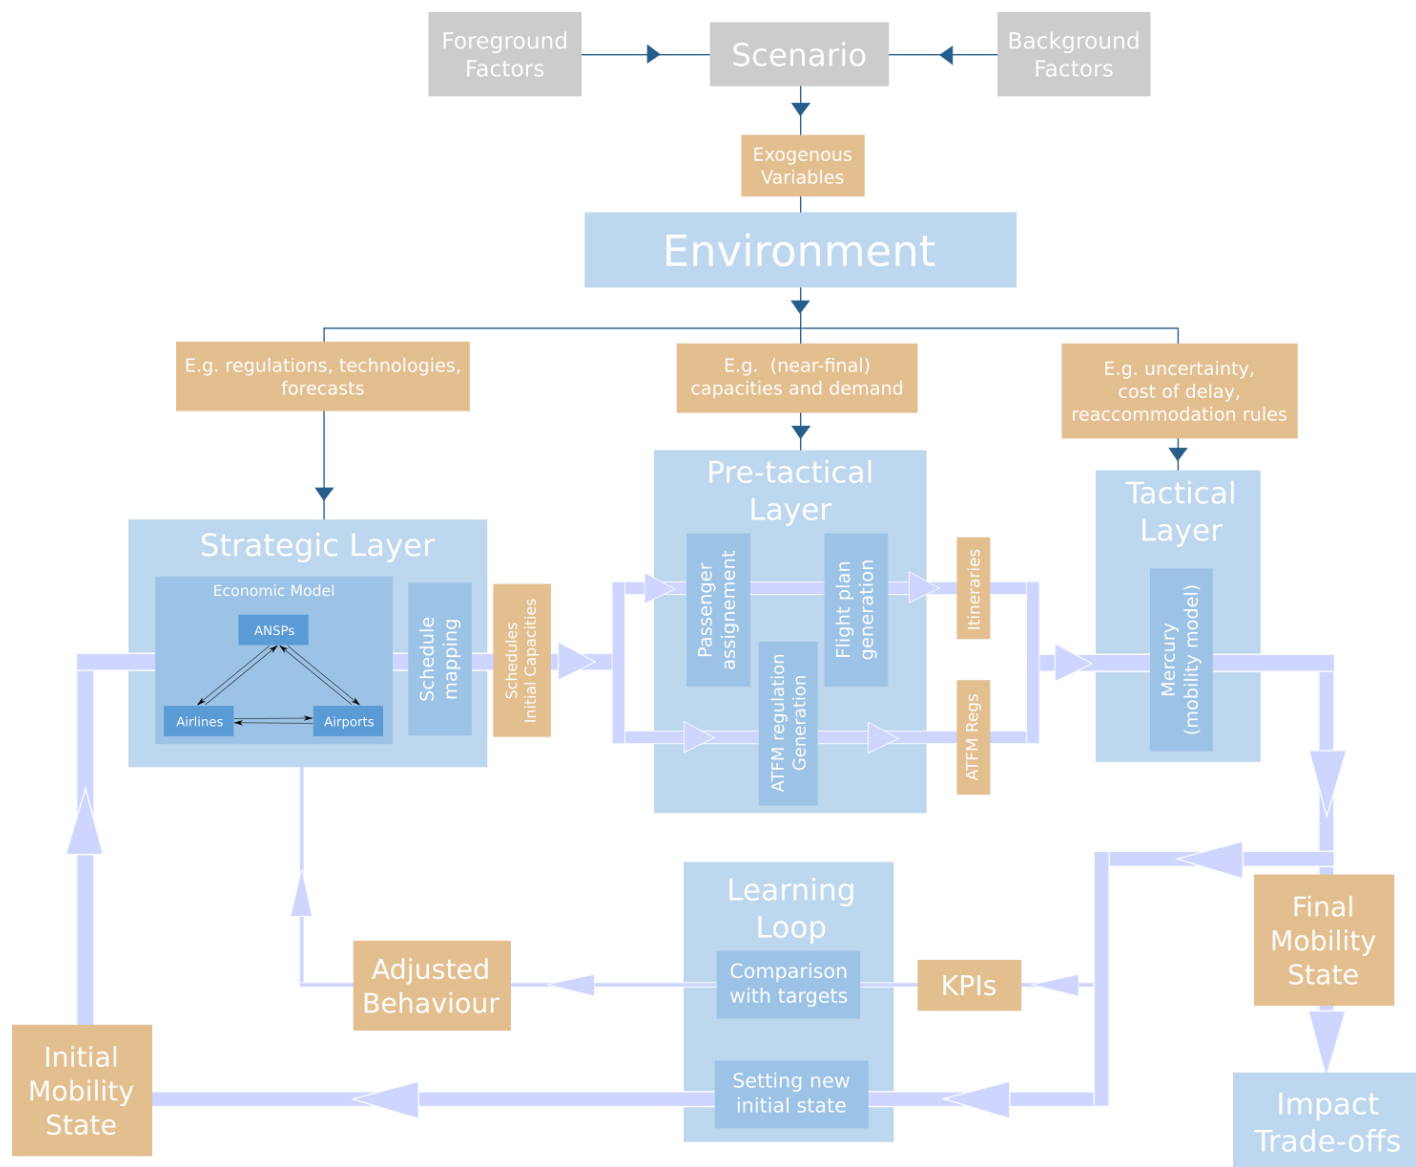 Foreground
Factors
Scenario
Background
Factors
Exogenous
Variables
Environment
E.g. regulations, technologies,
forecasts
E.g. (near-final)
capacities and demand
E.g. uncertainty,
cost of delay,
reaccommodation rules
Strategic Layer
Economic Model
ANSPs
Airlines
Airports
Schedule
mapping
Schedules
Initial Capacities
Pre-tactical
Layer
Passenger
assignement
Flight plan
generation
ATFM regulation
Generation
Itineraries
ATFM Regs
Tactical
Layer
Mercury
(mobility model)
Learning
Loop
Comparison
with targets
KPIs
Adjusted
Behaviour
Final
Mobility
State
Initial
Mobility
State
Setting new
initial state
Impact
Trade-offs